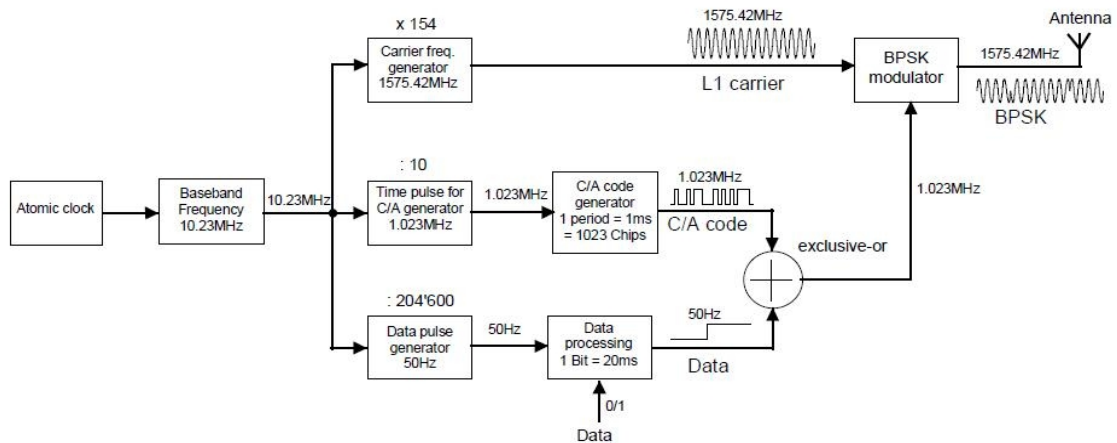 x 154
Carrier freq.
generator
1575.42MHz
1575.42MHz
L1 carrier
BPSK
modulator
Antenna
1575.42MHz
BPSK
Atomic clock
Baseband
Frequency
10.23MHz
10.23MHz
: 10
Time pulse for
C/A generator
1.023MHz
1.023MHz
C/A code
generator
1 period = 1ms
= 1023 Chips
1.023MHz
C/A code
exclusive-or
1.023MHz
: 204'600
Data pulse
generator
50Hz
50Hz
Data
processing
1 Bit = 20ms
50Hz
Data
0/1
Data